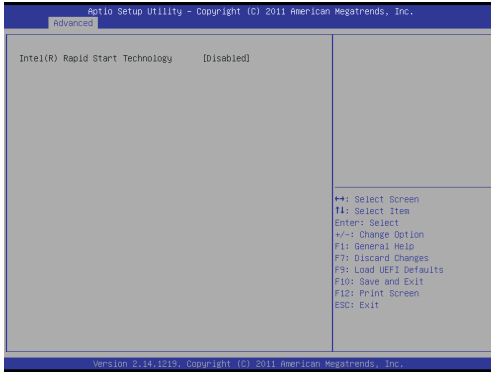 Aptio Setup Utility – Copyright (C) 2011 American Megatrends, Inc.
Advanced
Intel(R) Rapid Start Technology [Disabled]
↔: Select Screen
↑↓: Select Item
Enter: Select
+/-: Change Option
F1: General Help
F7: Discard Changes
F9: Load UEFI Defaults
F10: Save and Exit
F12: Print Screen
ESC: Exit
Version 2.14.1219. Copyright (C) 2011 American Megatrends, Inc.